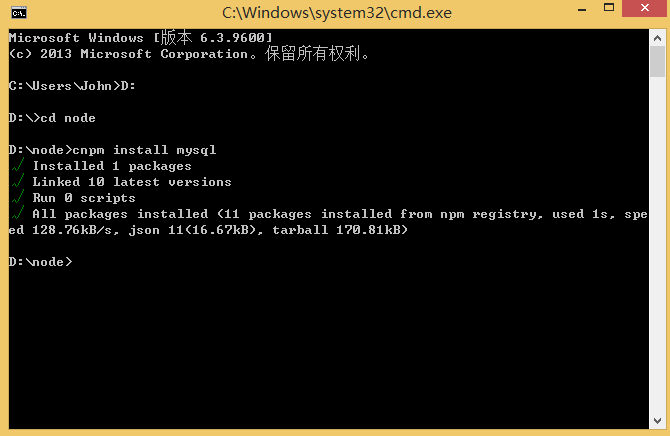 C:\Windows\system32\cmd.exe
Microsoft Windows [版本 6.3.9600]
(c) 2013 Microsoft Corporation。保留所有权利。
C:\Users\John>D:
D:\>cd node
D:\node>cnpm install mysql
√ Installed 1 packages
√ Linked 10 latest versions
√ Run 0 scripts
√ All packages installed (11 packages installed from npm registry, used 1s, spe
ed 128.76kB/s, json 11(16.67kB), tarball 170.81kB)
D:\node>